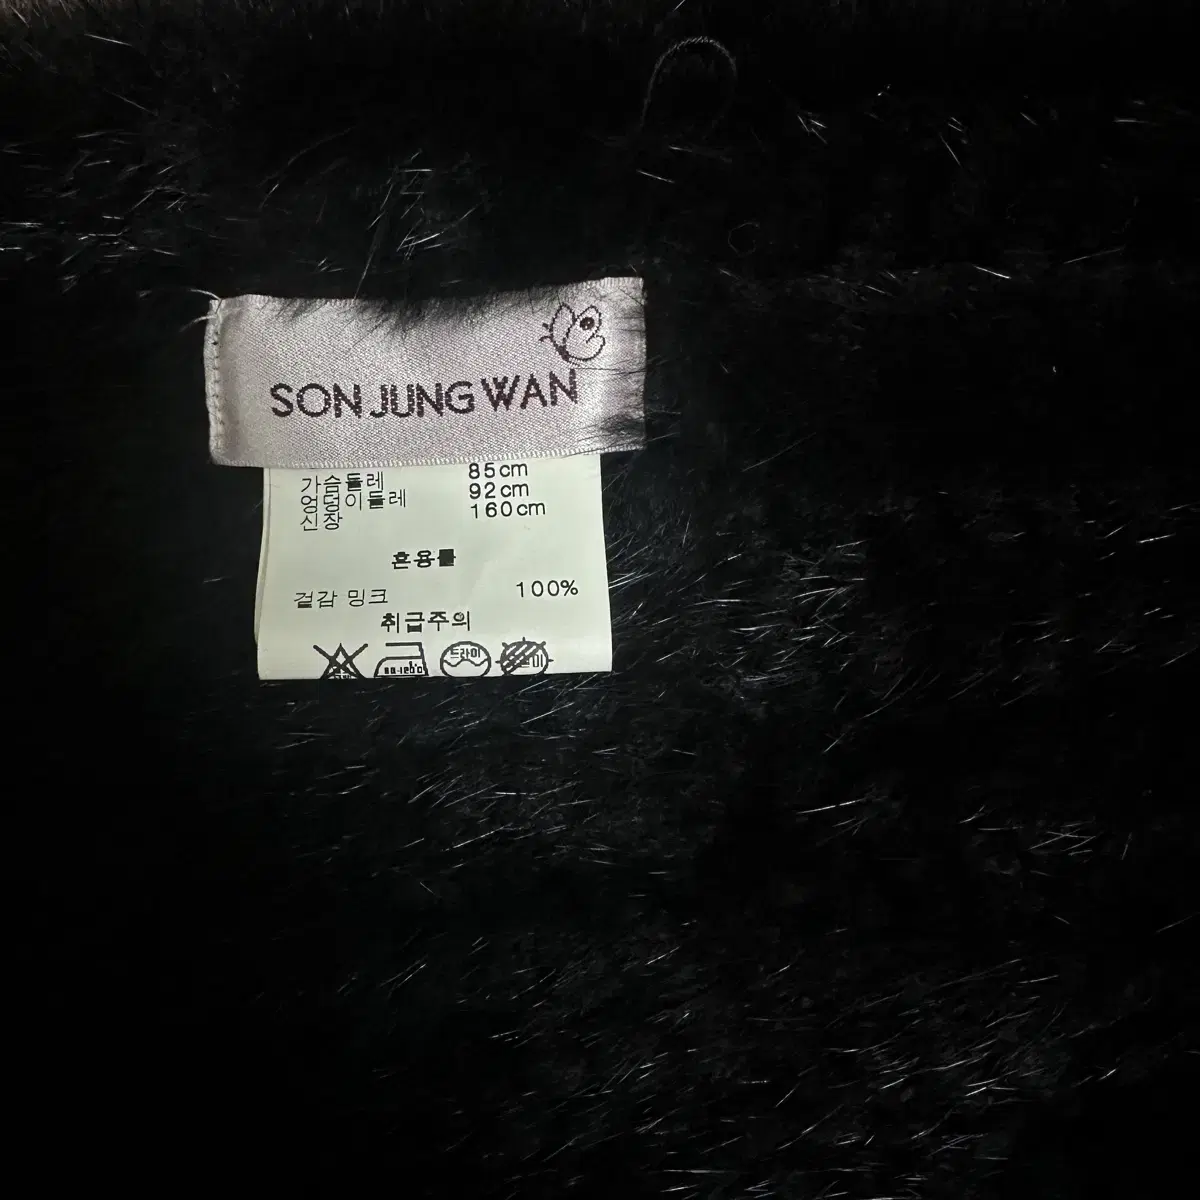 SON JUNG WAN
가슴둘레 85cm
엉덩이둘레 92cm
신장 160cm
혼용률
겉감 밍크 100%
취급주의
드라이